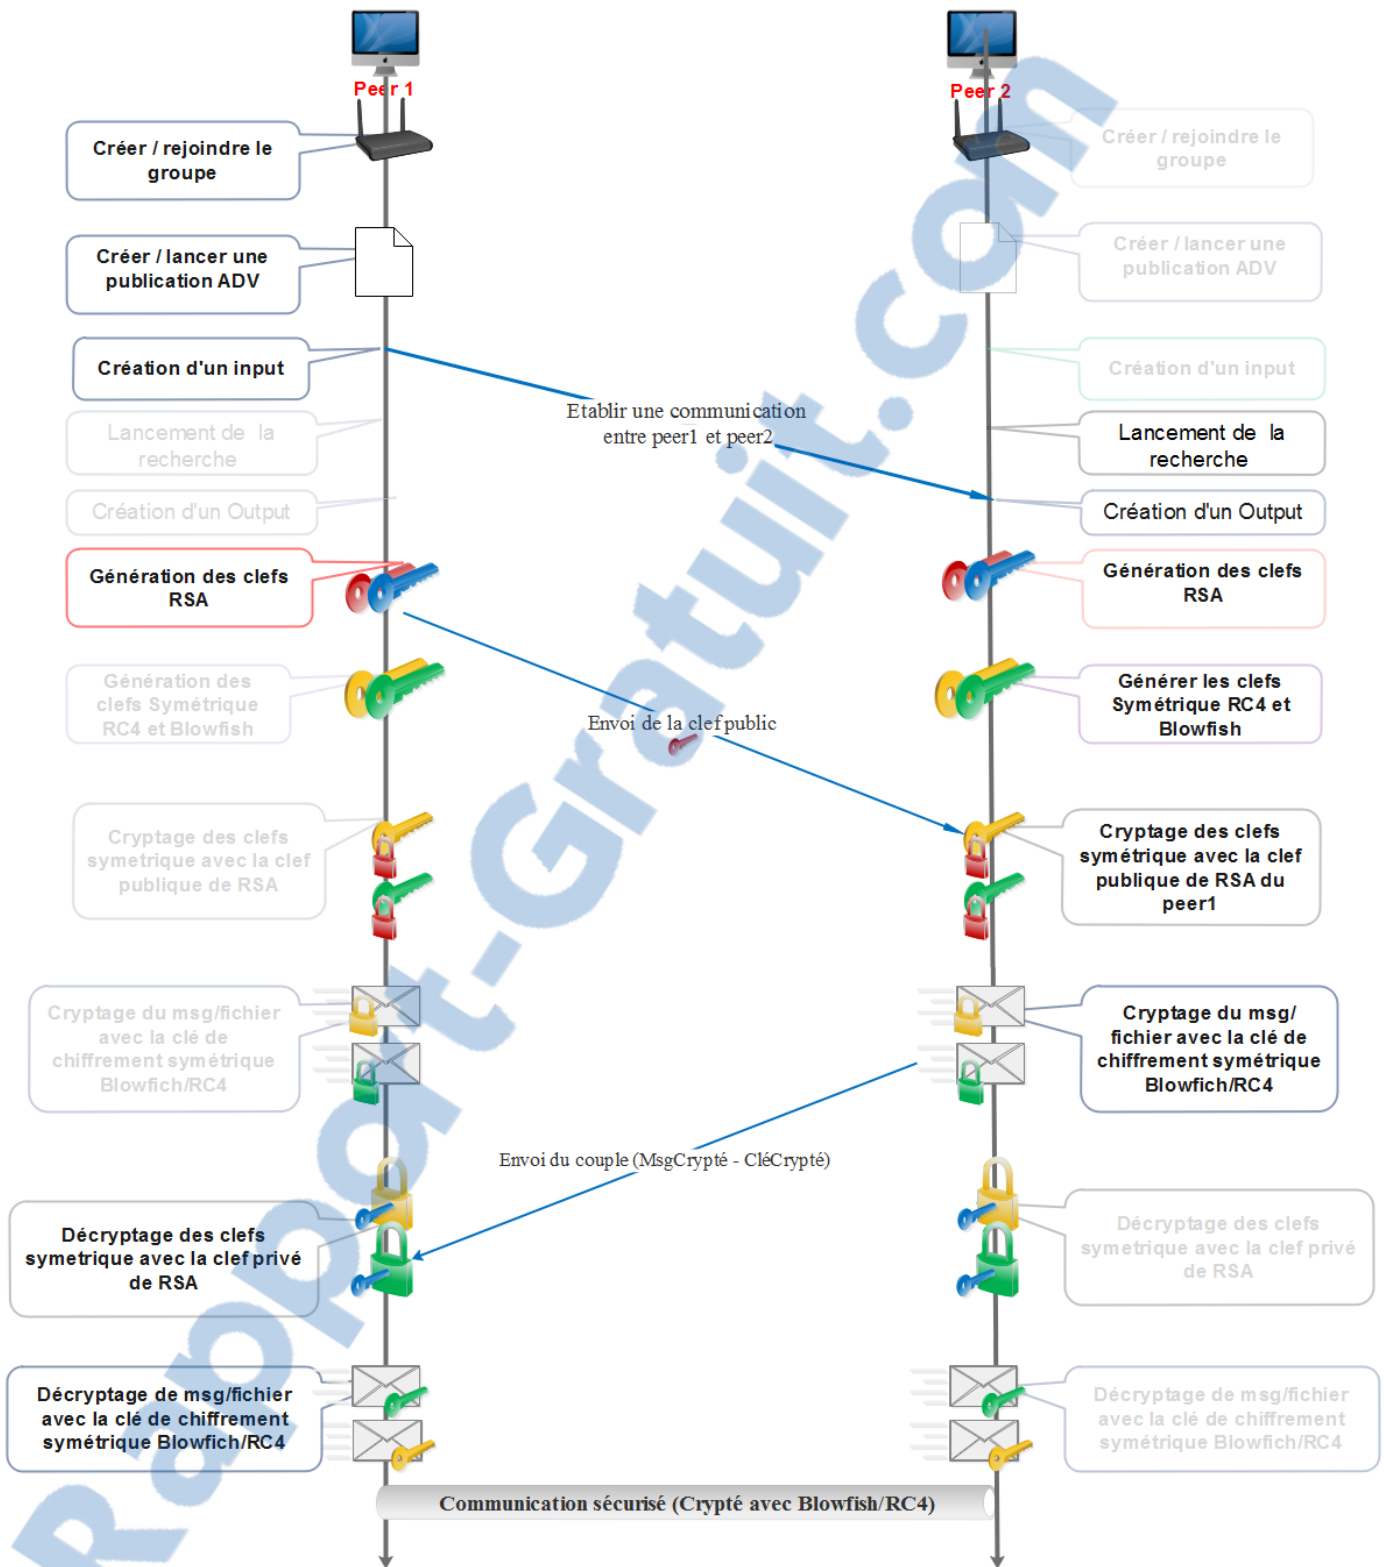 Peer 1
Peer 2
Créer / rejoindre le
groupe
Créer / rejoindre le
groupe
Créer / lancer une
publication ADV
Créer / lancer une
publication ADV
Création d'un input
Création d'un input
Etablir une communication
entre peer1 et peer2
Lancement de la
recherche
Lancement de la
recherche
Création d'un Output
Création d'un Output
Génération des clefs
RSA
Génération des clefs
RSA
Génération des
clefs Symétrique
RC4 et Blowfish
Générer les clefs
Symétrique RC4 et
Blowfish
Envoi de la clef public
Cryptage des clefs
symetrique avec la clef
publique de RSA
Cryptage des clefs
symétrique avec la clef
publique de RSA du
peer1
Cryptage du msg/fichier
avec la clé de
chiffrement symétrique
Blowfich/RC4
Cryptage du msg/
fichier avec la clé de
chiffrement symétrique
Blowfich/RC4
Envoi du couple (MsgCrypté - CléCrypté)
Décryptage des clefs
symetrique avec la clef privé
de RSA
Décryptage des clefs
symetrique avec la clef privé
de RSA
Décryptage de msg/fichier
avec la clé de chiffrement
symétrique Blowfich/RC4
Décryptage de msg/fichier
avec la clé de chiffrement
symétrique Blowfich/RC4
Communication sécurisé (Crypté avec Blowfish/RC4)
Rapport-Gratuit.com